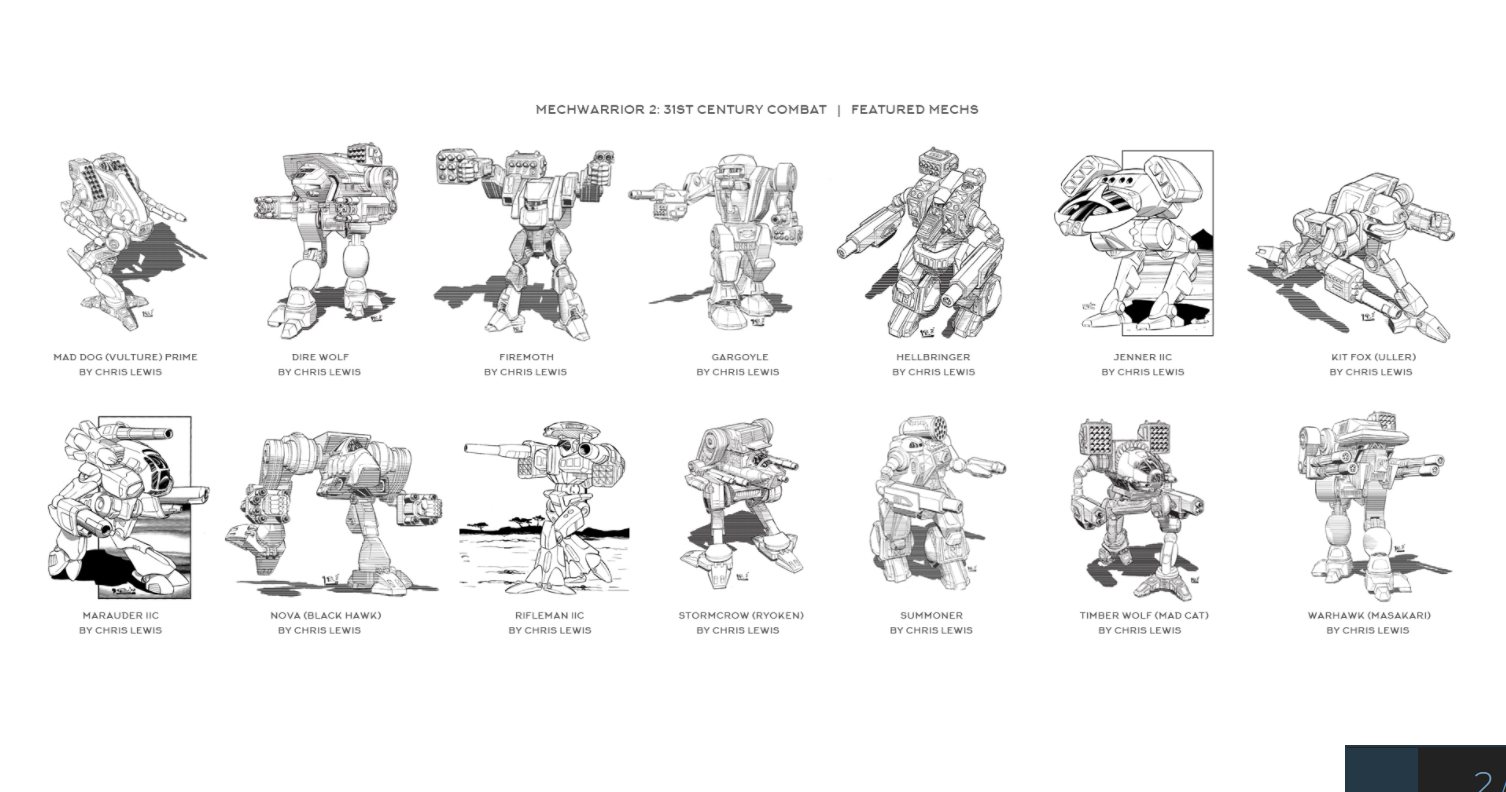 MECHWARRIOR 2: 31ST CENTURY COMBAT | FEATURED MECHS
MAD DOG (VULTURE) PRIME
BY CHRIS LEWIS
DIRE WOLF
BY CHRIS LEWIS
FIREMOTH
BY CHRIS LEWIS
GARGOYLE
BY CHRIS LEWIS
HELLBRINGER
BY CHRIS LEWIS
JENNER IIC
BY CHRIS LEWIS
KIT FOX (ULLER)
BY CHRIS LEWIS
MARAUDER IIC
BY CHRIS LEWIS
NOVA (BLACK HAWK)
BY CHRIS LEWIS
RIFLEMAN IIC
BY CHRIS LEWIS
STORMCROW (RYOKEN)
BY CHRIS LEWIS
SUMMONER
BY CHRIS LEWIS
TIMBER WOLF (MAD CAT)
BY CHRIS LEWIS
WARHAWK (MASAKARI)
BY CHRIS LEWIS